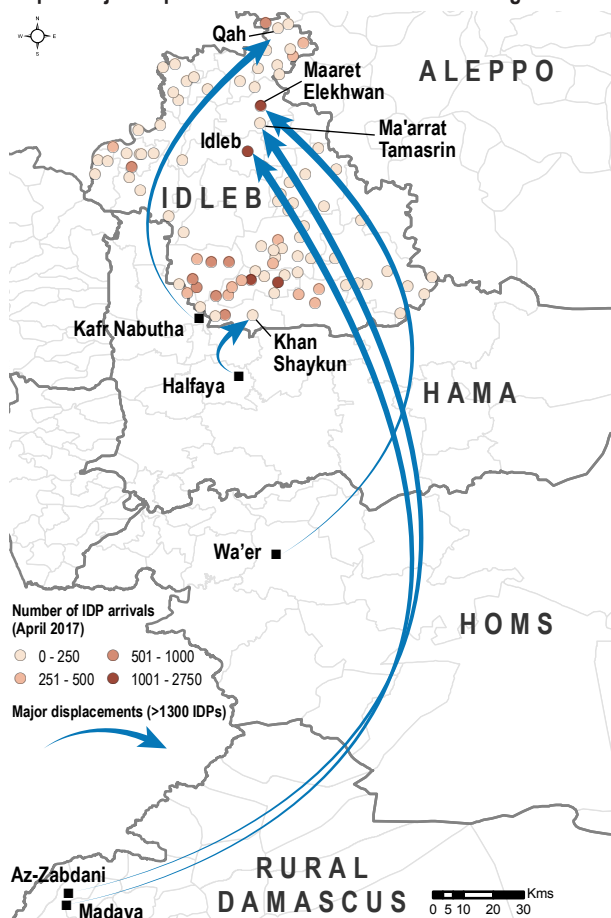 N
W E
S
Qah
ALEPPO
Maaret
Elekhwan
Ma'arrat
Tamasrin
Idleb
IDLEB
Kafr Nabutha
Khan
Shaykun
Halfaya
HAMA
Wa'er
Number of IDP arrivals
(April 2017)
0 - 250
501 - 1000
251 - 500
1001 - 2750
HOMS
Major displacements (>1300 IDPs)
Az-Zabdani
Madaya
RURAL
DAMASCUS
Kms
0 5 10 20 30